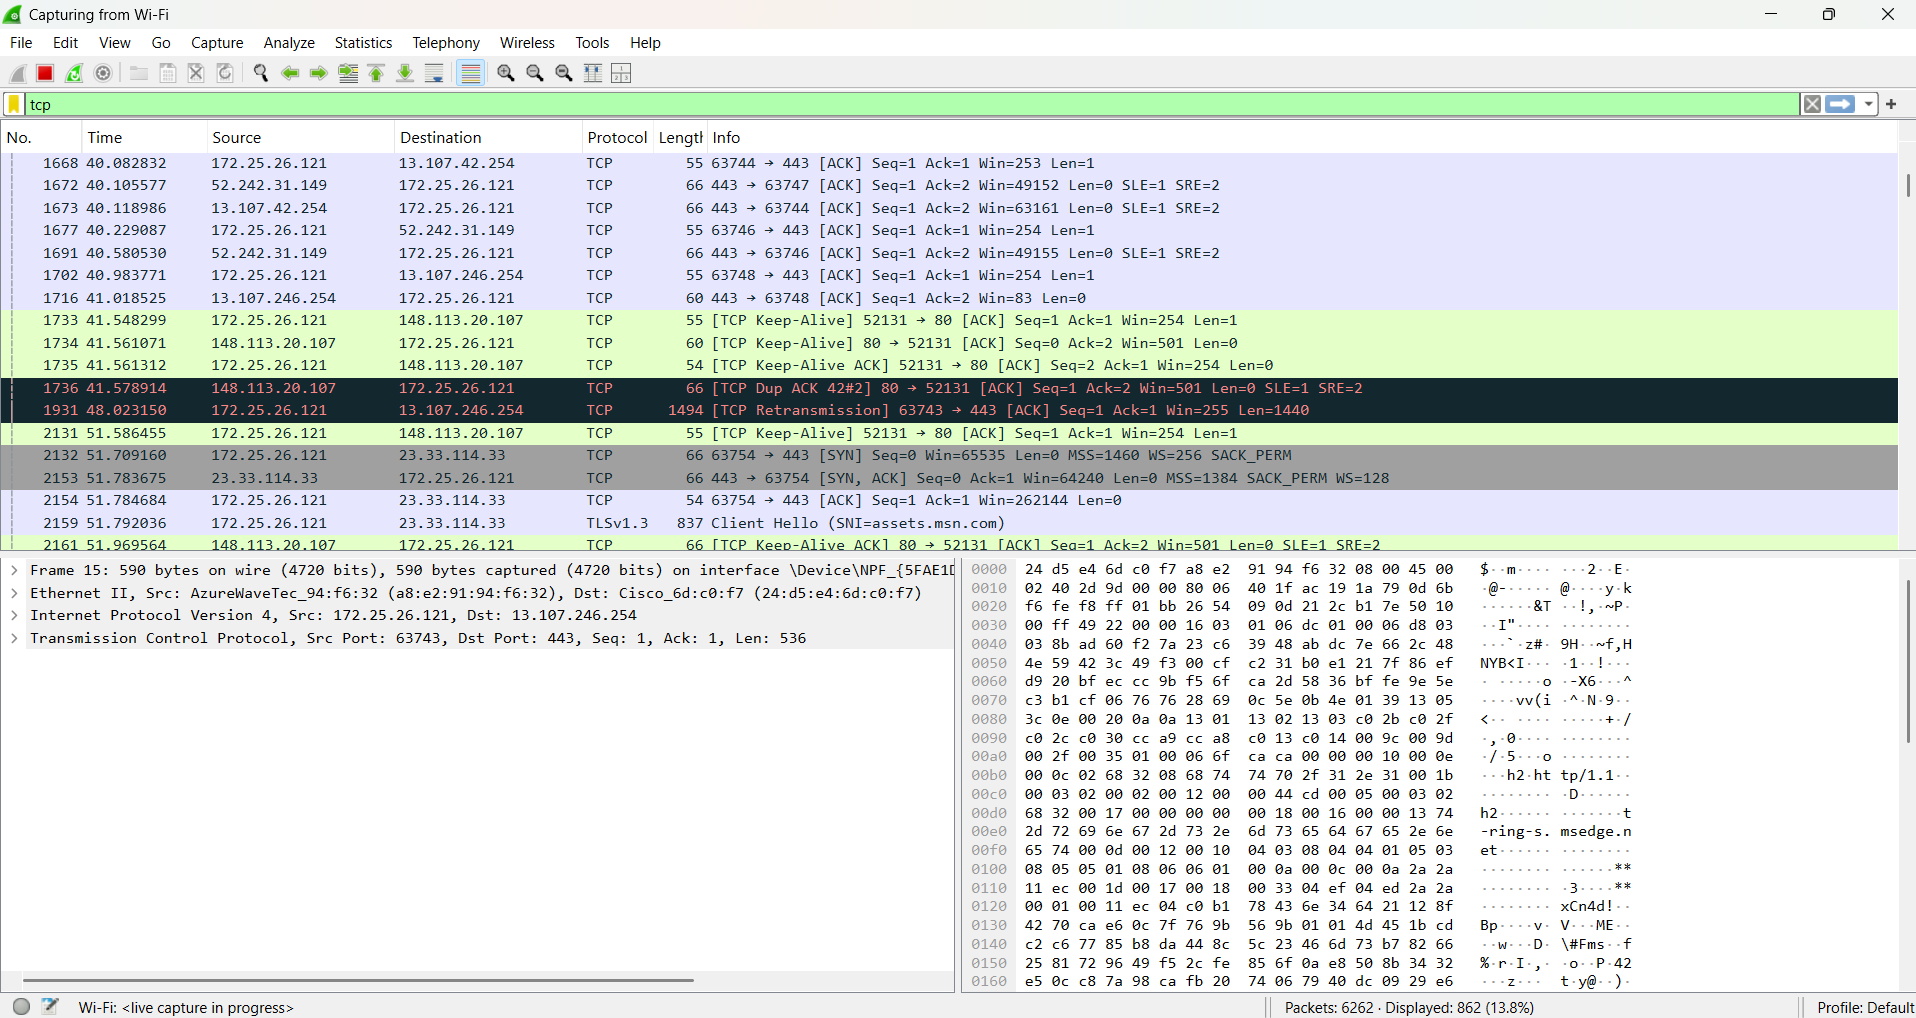 Capturing from Wi-Fi
File Edit View Go Capture Analyze Statistics Telephony Wireless Tools Help
tcp
No. Time Source Destination Protocol Length Info
1668 40.082832 172.25.26.121 13.107.42.254 TCP 55 63744 → 443 [ACK] Seq=1 Ack=1 Win=253 Len=1
1672 40.105577 52.242.31.149 172.25.26.121 TCP 66 443 → 63747 [ACK] Seq=1 Ack=2 Win=49152 Len=0 SLE=1 SRE=2
1673 40.118986 13.107.42.254 172.25.26.121 TCP 66 443 → 63744 [ACK] Seq=1 Ack=2 Win=63161 Len=0 SLE=1 SRE=2
1677 40.229087 172.25.26.121 52.242.31.149 TCP 55 63746 → 443 [ACK] Seq=1 Ack=1 Win=254 Len=1
1691 40.580530 52.242.31.149 172.25.26.121 TCP 66 443 → 63746 [ACK] Seq=1 Ack=2 Win=49155 Len=0 SLE=1 SRE=2
1702 40.983771 172.25.26.121 13.107.246.254 TCP 55 63748 → 443 [ACK] Seq=1 Ack=1 Win=254 Len=1
1716 41.018525 13.107.246.254 172.25.26.121 TCP 60 443 → 63748 [ACK] Seq=1 Ack=2 Win=83 Len=0
1733 41.548299 172.25.26.121 148.113.20.107 TCP 55 [TCP Keep-Alive] 52131 → 80 [ACK] Seq=1 Ack=1 Win=254 Len=1
1734 41.561071 148.113.20.107 172.25.26.121 TCP 60 [TCP Keep-Alive] 80 → 52131 [ACK] Seq=0 Ack=2 Win=501 Len=0
1735 41.561312 172.25.26.121 148.113.20.107 TCP 54 [TCP Keep-Alive ACK] 52131 → 80 [ACK] Seq=2 Ack=1 Win=254 Len=0
1736 41.578914 148.113.20.107 172.25.26.121 TCP 66 [TCP Dup ACK 42#2] 80 → 52131 [ACK] Seq=1 Ack=2 Win=501 Len=0 SLE=1 SRE=2
1931 48.023150 172.25.26.121 13.107.246.254 TCP 1494 [TCP Retransmission] 63743 → 443 [ACK] Seq=1 Ack=1 Win=255 Len=1440
2131 51.586455 172.25.26.121 148.113.20.107 TCP 55 [TCP Keep-Alive] 52131 → 80 [ACK] Seq=1 Ack=1 Win=254 Len=1
2132 51.709160 172.25.26.121 23.33.114.33 TCP 66 63754 → 443 [SYN] Seq=0 Win=65535 Len=0 MSS=1460 WS=256 SACK_PERM
2153 51.783675 23.33.114.33 172.25.26.121 TCP 66 443 → 63754 [SYN, ACK] Seq=0 Ack=1 Win=64240 Len=0 MSS=1384 SACK_PERM WS=128
2154 51.784684 172.25.26.121 23.33.114.33 TCP 54 63754 → 443 [ACK] Seq=1 Ack=1 Win=262144 Len=0
2159 51.792036 172.25.26.121 23.33.114.33 TLSv1.3 837 Client Hello (SNI=assets.msn.com)
2161 51.969564 148.113.20.107 172.25.26.121 TCP 66 [TCP Keep-Alive ACK] 80 → 52131 [ACK] Seq=1 Ack=2 Win=501 Len=0 SLE=1 SRE=2
Frame 15: 590 bytes on wire (4720 bits), 590 bytes captured (4720 bits) on interface \Device\NPF_{5FAE1D
Ethernet II, Src: AzureWaveTec_94:f6:32 (a8:e2:91:94:f6:32), Dst: Cisco_6d:c0:f7 (24:d5:e4:6d:c0:f7)
Internet Protocol Version 4, Src: 172.25.26.121, Dst: 13.107.246.254
Transmission Control Protocol, Src Port: 63743, Dst Port: 443, Seq: 1, Ack: 1, Len: 536
0000 24 d5 e4 6d c0 f7 a8 e2 91 94 f6 32 08 00 45 00 $··m···· ···2··E·
0010 02 40 2d 9d 00 00 80 06 40 1f ac 19 1a 79 0d 6b ·@-····· @····y·k
0020 f6 fe f8 ff 01 bb 26 54 09 0d 21 2c b1 7e 50 10 ······&T ··!,·~P·
0030 00 ff 49 22 00 00 16 03 01 06 dc 01 00 06 d8 03 ··I"···· ········
0040 03 8b ad 60 f2 7a 23 c6 39 48 ab dc 7e 66 2c 48 ···`·z#· 9H··~f,H
0050 4e 59 42 3c 49 f3 00 cf c2 31 b0 e1 21 7f 86 ef NYB<I··· ·1··!···
0060 d9 20 bf ec cc 9b f5 6f ca 2d 58 36 bf fe 9e 5e · ·····o ·-X6···^
0070 c3 b1 cf 06 76 76 28 69 0c 5e 0b 4e 01 39 13 05 ····vv(i ·^·N·9··
0080 3c 0e 00 20 0a 0a 13 01 13 02 13 03 c0 2b c0 2f <·· ···· ·····+·/
0090 c0 2c c0 30 cc a9 cc a8 c0 13 c0 14 00 9c 00 9d ·,·0···· ········
00a0 00 2f 00 35 01 00 06 6f ca ca 00 00 00 10 00 0e ·/·5···o ········
00b0 00 0c 02 68 32 08 68 74 74 70 2f 31 2e 31 00 1b ···h2·ht tp/1.1··
00c0 00 03 02 00 02 00 12 00 00 44 cd 00 05 00 03 02 ········ ·D······
00d0 68 32 00 17 00 00 00 00 00 18 00 16 00 00 13 74 h2······ ·······t
00e0 2d 72 69 6e 67 2d 73 2e 6d 73 65 64 67 65 2e 6e -ring-s. msedge.n
00f0 65 74 00 0d 00 12 00 10 04 03 08 04 04 01 05 03 et······ ········
0100 08 05 05 01 08 06 06 01 00 0a 00 0c 00 0a 2a 2a ········ ······**
0110 11 ec 00 1d 00 17 00 18 00 33 04 ef 04 ed 2a 2a ········ ·3····**
0120 00 01 00 11 ec 04 c0 b1 78 43 6e 34 64 21 12 8f ········ xCn4d!··
0130 42 70 ca e6 0c 7f 76 9b 56 9b 01 01 4d 45 1b cd Bp····v· V···ME··
0140 c2 c6 77 85 b8 da 44 8c 5c 23 46 6d 73 b7 82 66 ··w···D· \#Fms··f
0150 25 81 72 96 49 f5 2c fe 85 6f 0a e8 50 8b 34 32 %·r·I·,· ·o··P·42
0160 e5 0c c8 7a 98 ca fb 20 74 06 79 40 dc 09 29 e6 ···z··· t·y@··)·
Wi-Fi: <live capture in progress> Packets: 6262 · Displayed: 862 (13.8%) Profile: Default